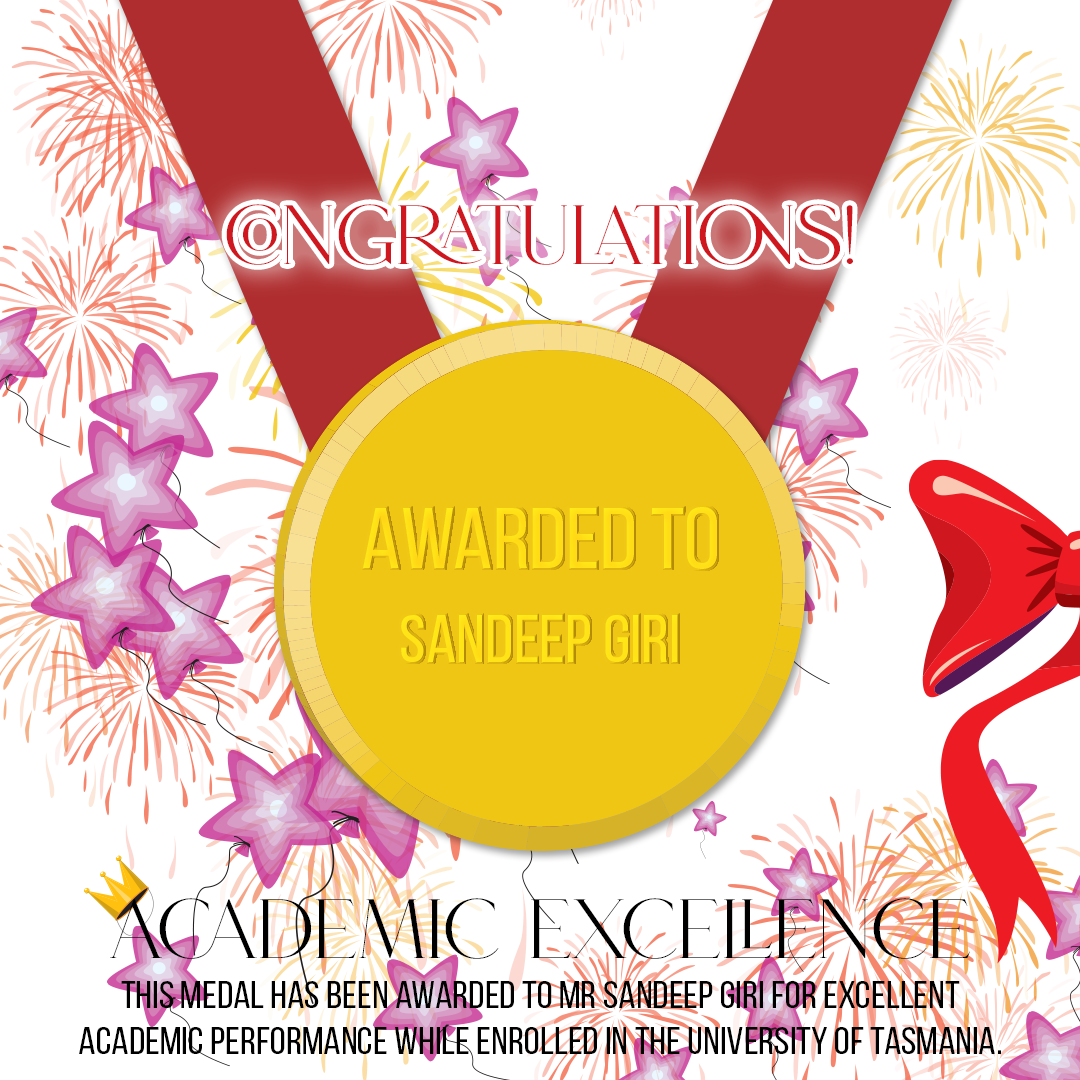 CONGRATULATIONS!
AWARDED TO
SANDEEP GIRI
ACADEMIC EXCELLENCE
THIS MEDAL HAS BEEN AWARDED TO MR SANDEEP GIRI FOR EXCELLENT
ACADEMIC PERFORMANCE WHILE ENROLLED IN THE UNIVERSITY OF TASMANIA.